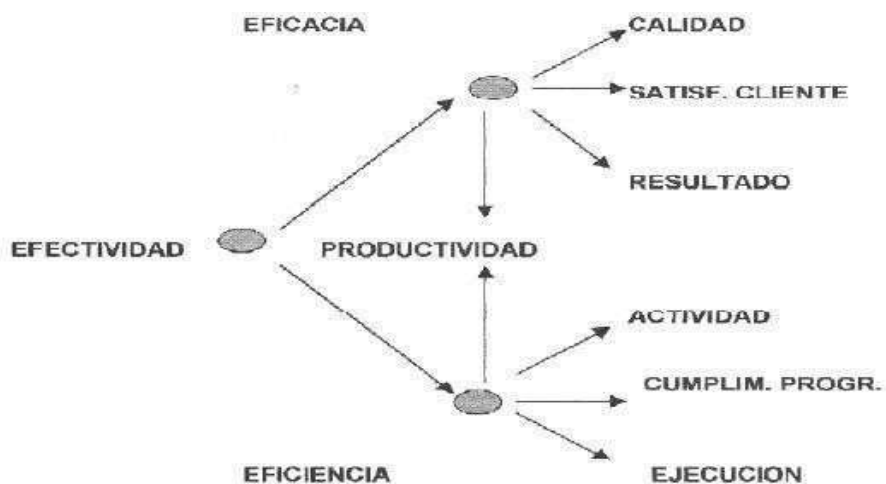 EFICACIA
CALIDAD
SATISF. CLIENTE
RESULTADO
EFECTIVIDAD
PRODUCTIVIDAD
ACTIVIDAD
CUMPLIM. PROGR.
EFICIENCIA
EJECUCION